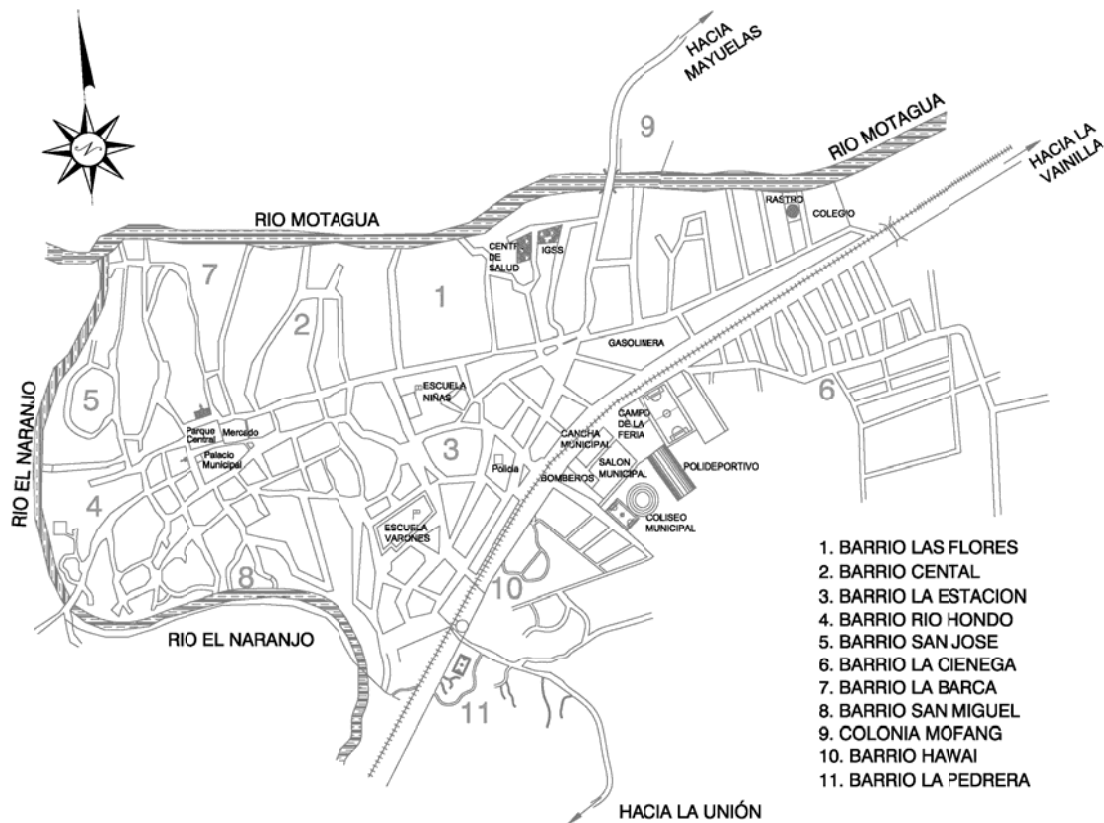 HACIA
MAYUELAS
9
RIO MOTAGUA
HACIA LA
VAINILLA
N
RIO MOTAGUA
RASTRO
COLEGIO
CENTRO
DE
SALUD
IGSS
7
1
2
GASOLINERA
5
ESCUELA
NIÑAS
6
RIO EL NARANJO
Parque
Central
Mercado
Palacio
Municipal
3
Policia
CAMPO
DE LA
FERIA
CANCHA
MUNICIPAL
SALON
MUNICIPAL
BOMBEROS
POLIDEPORTIVO
4
ESCUELA
VARONES
COLISEO
MUNICIPAL
8
10
RIO EL NARANJO
11
HACIA LA UNIÓN
1. BARRIO LAS FLORES
2. BARRIO CENTAL
3. BARRIO LA ESTACION
4. BARRIO RIO HONDO
5. BARRIO SAN JOSE
6. BARRIO LA CIENEGA
7. BARRIO LA BARCA
8. BARRIO SAN MIGUEL
9. COLONIA MOFANG
10. BARRIO HAWAI
11. BARRIO LA PEDRERA